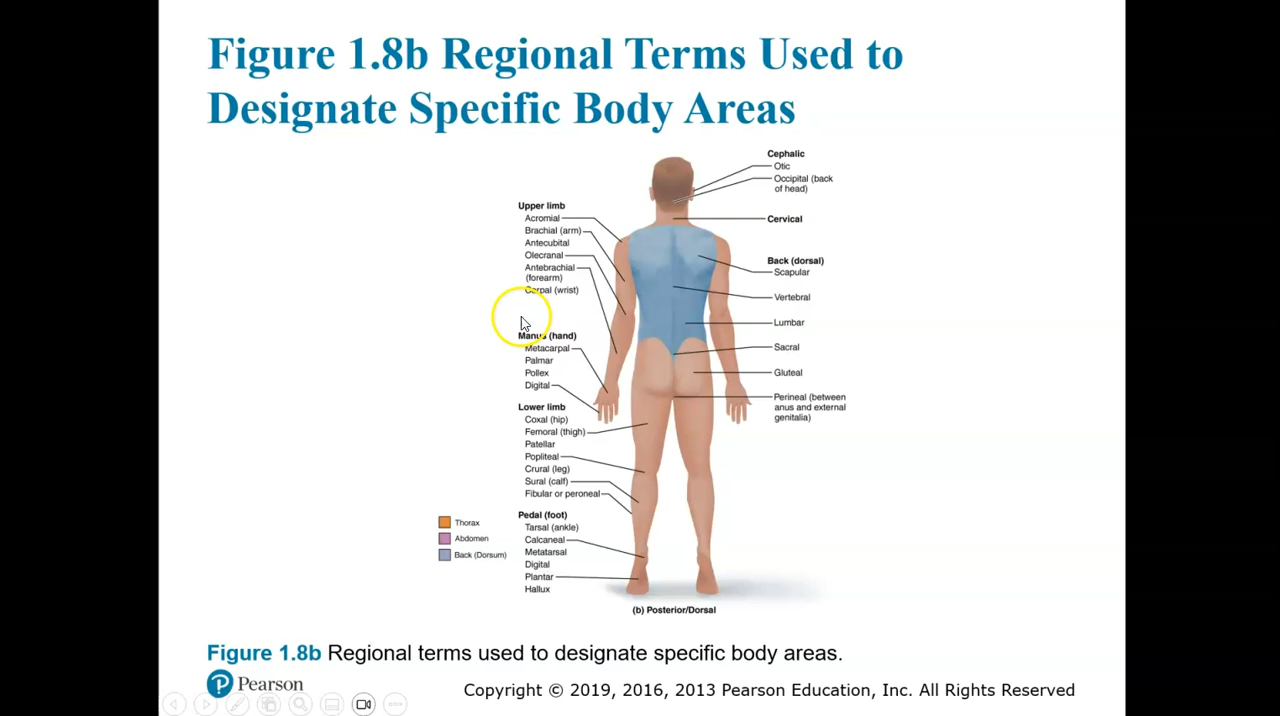 Figure 1.8b Regional Terms Used to
Designate Specific Body Areas
Cephalic
Otic
Occipital (back
of head)
Cervical
Back (dorsal)
Scapular
Vertebral
Lumbar
Sacral
Gluteal
Perineal (between
anus and external
genitalia)
Upper limb
Acromial
Brachial (arm)
Antecubital
Olecranal
Antebrachial
(forearm)
Carpal (wrist)
Manus (hand)
Metacarpal
Palmar
Pollex
Digital
Lower limb
Coxal (hip)
Femoral (thigh)
Patellar
Popliteal
Crural (leg)
Sural (calf)
Fibular or peroneal
Pedal (foot)
Tarsal (ankle)
Calcaneal
Metatarsal
Digital
Plantar
Hallux
Thorax
Abdomen
Back (Dorsum)
(b) Posterior/Dorsal
Figure 1.8b Regional terms used to designate specific body areas.
Pearson
Copyright © 2019, 2016, 2013 Pearson Education, Inc. All Rights Reserved